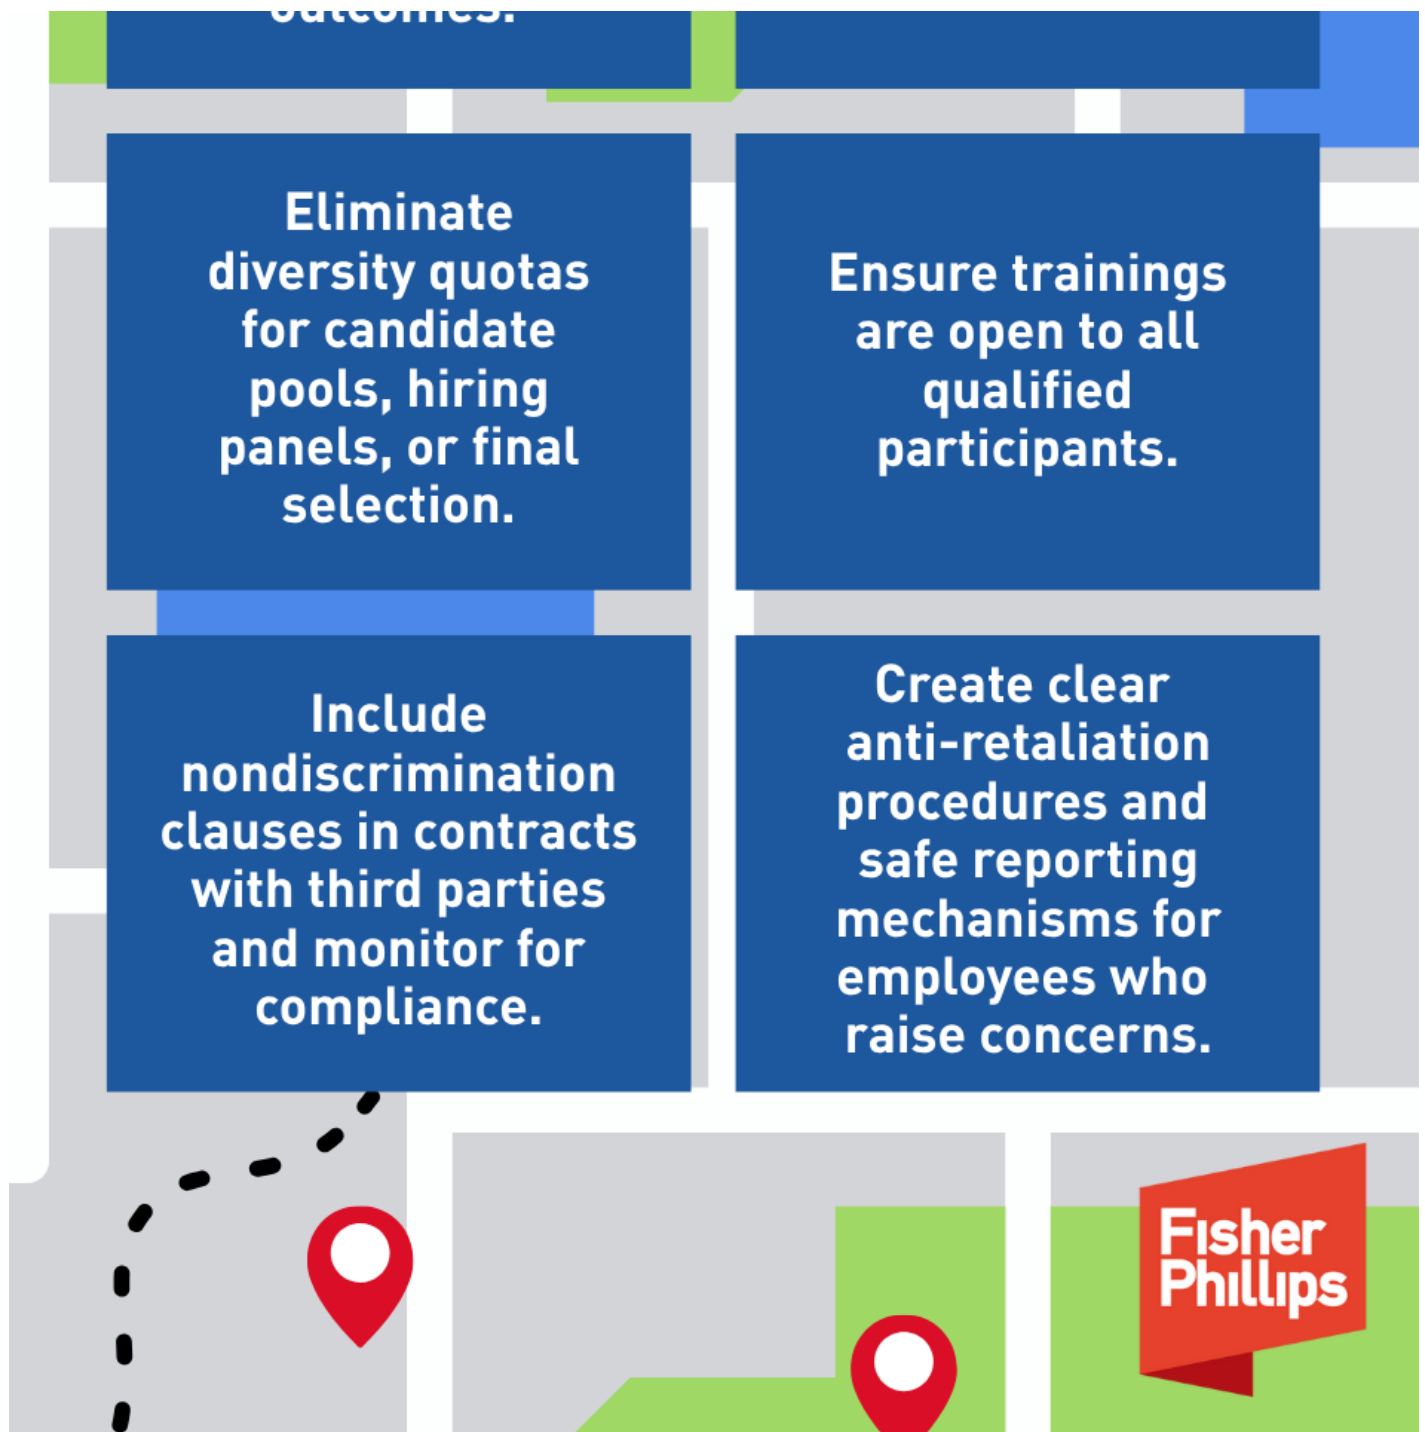 outcomes.
Eliminate
diversity quotas
for candidate
pools, hiring
panels, or final
selection.
Ensure trainings
are open to all
qualified
participants.
Include
nondiscrimination
clauses in contracts
with third parties
and monitor for
compliance.
Create clear
anti-retaliation
procedures and
safe reporting
mechanisms for
employees who
raise concerns.
Fisher
Phillips